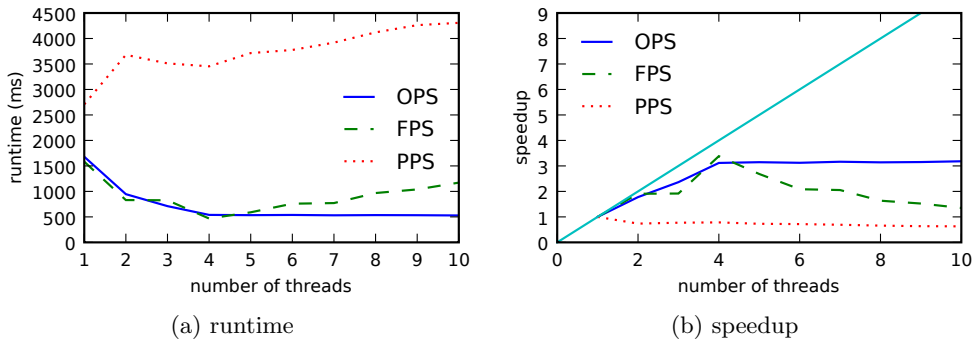 4500
4000
3500
3000
2500
2000
1500
1000
500
0
runtime (ms)
OPS
FPS
PPS
1 2 3 4 5 6 7 8 9 10
number of threads
(a) runtime
9
8
7
6
5
4
3
2
1
0
speedup
OPS
FPS
PPS
0 2 4 6 8 10
number of threads
(b) speedup